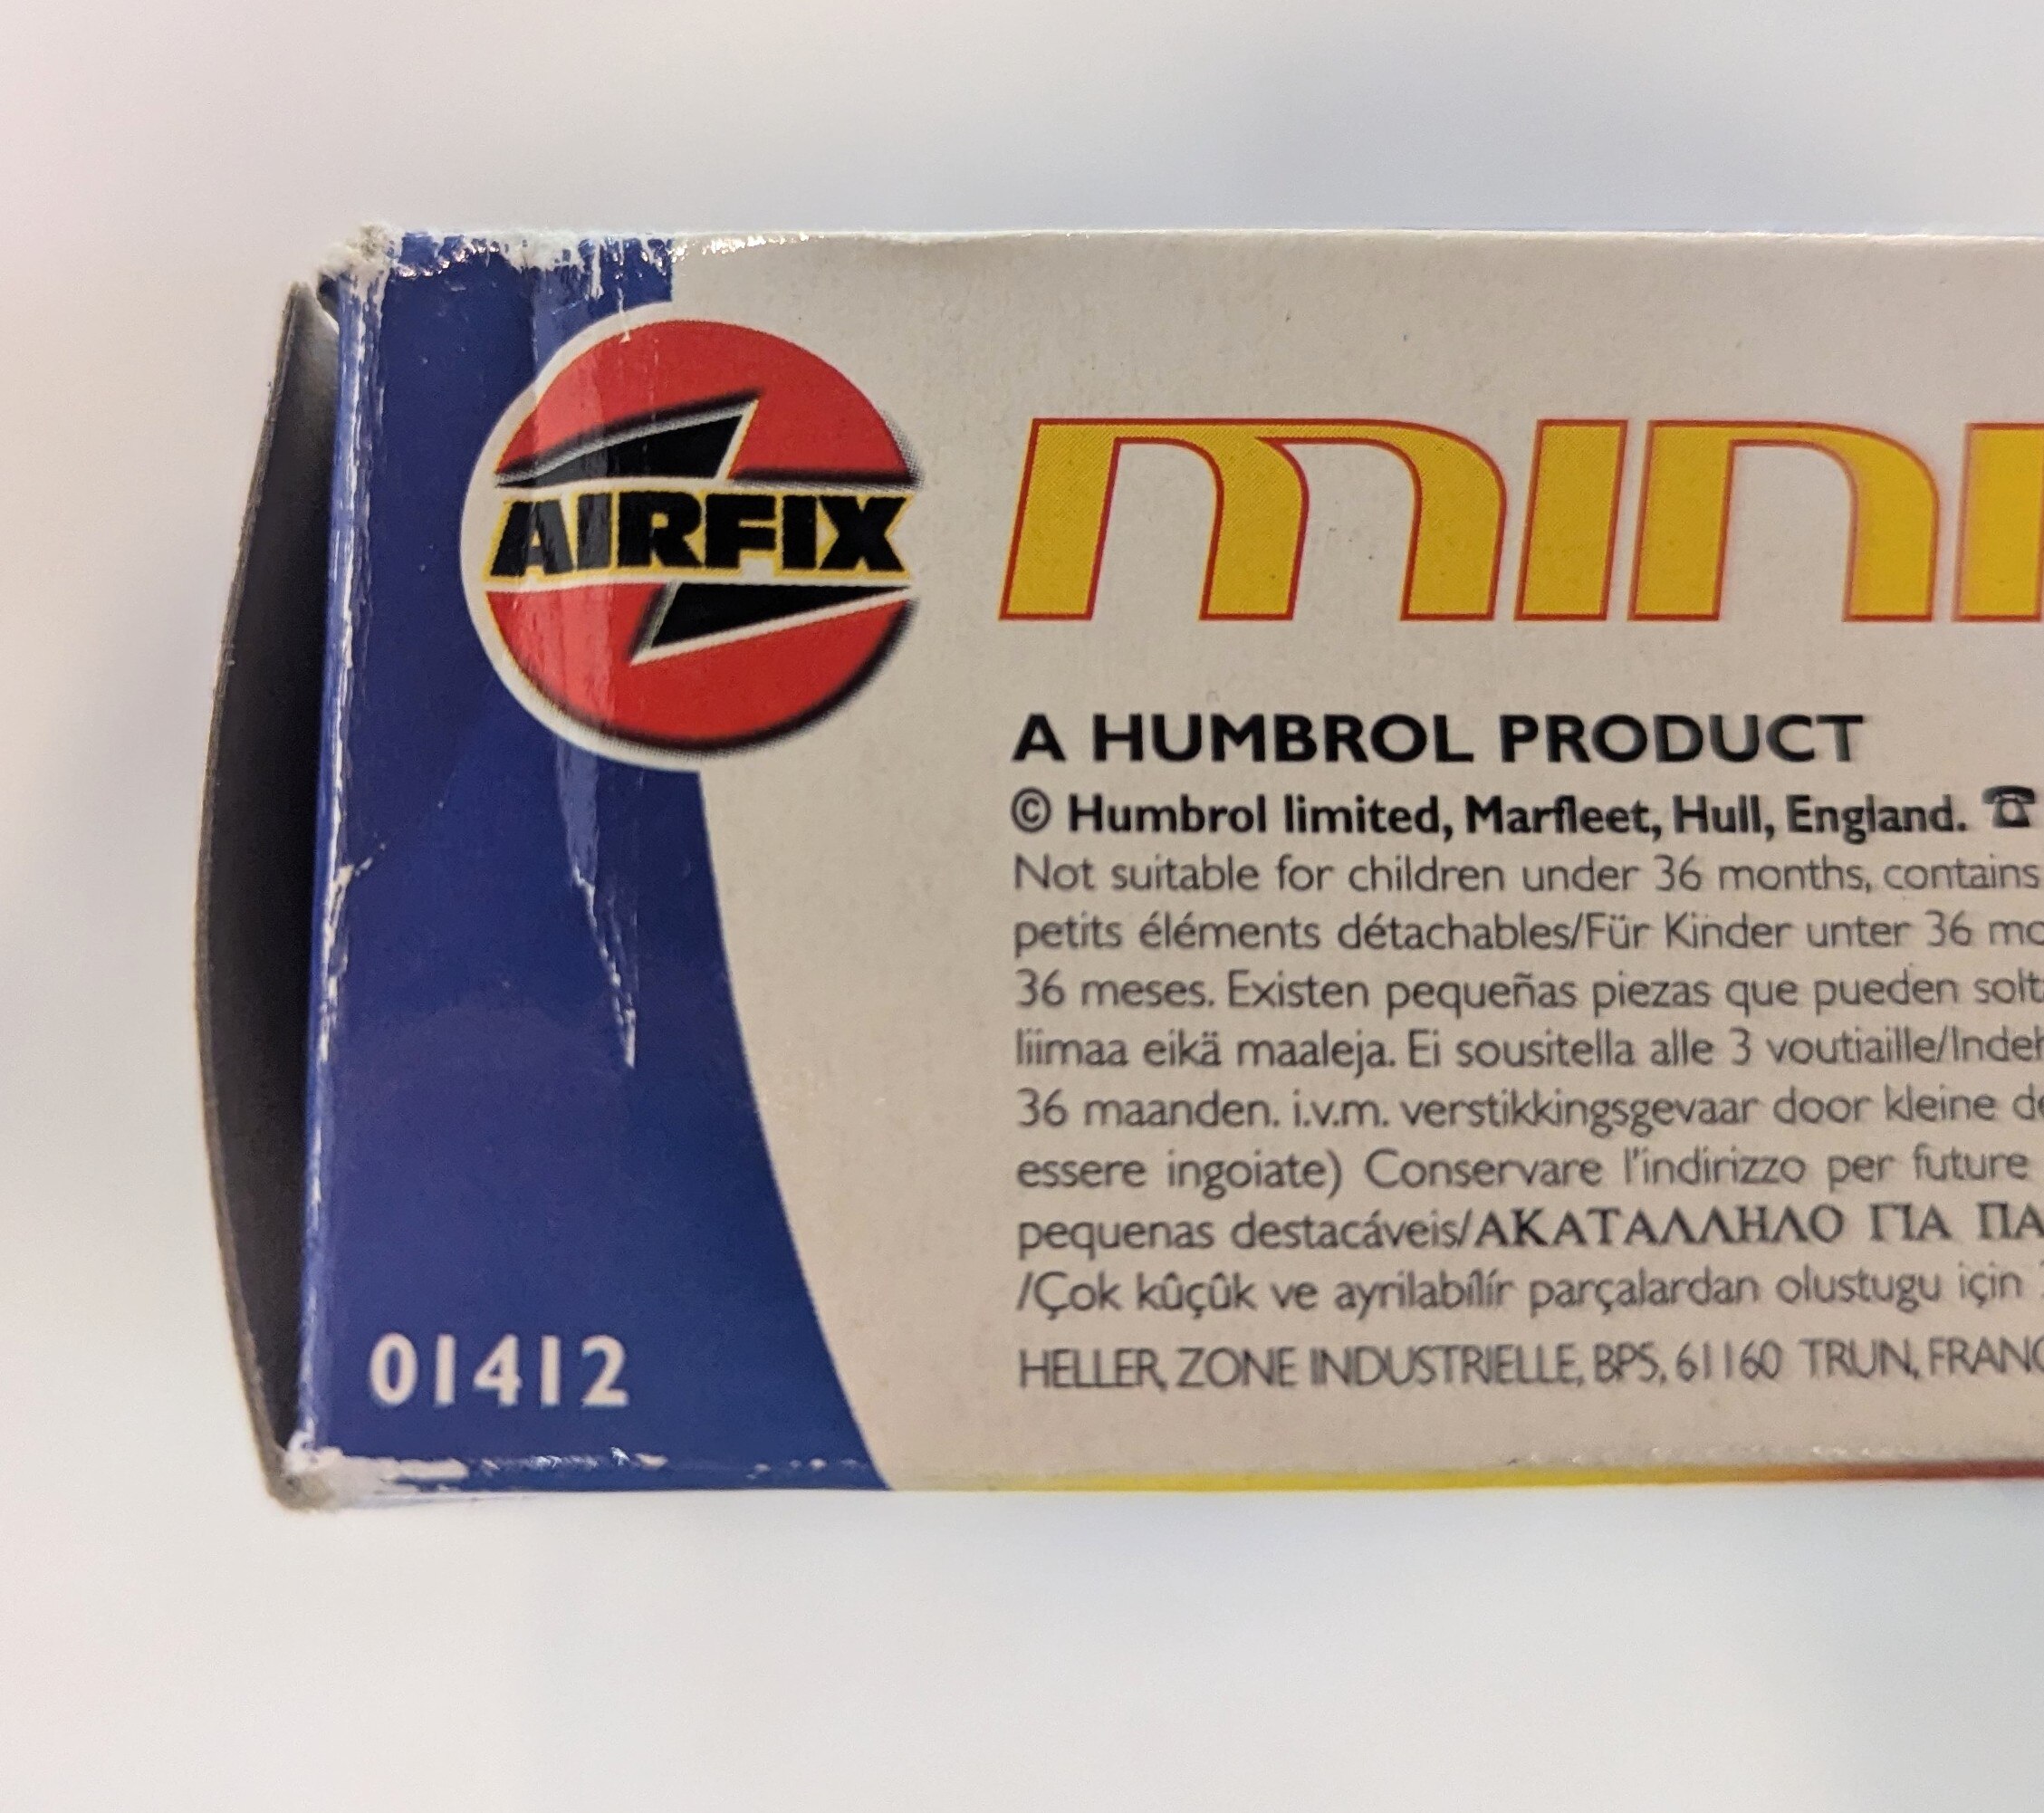 AIRFIX
A HUMBROL PRODUCT
© Humbrol limited, Marfleet, Hull, England. ☎
Not suitable for children under 36 months, contains
petits éléments détachables/Für Kinder unter 36
36 meses. Existen pequeñas piezas que pueden
liimaa eikä maaleja. Ei sousitella alle 3 voutiaille/
36 maanden. i.v.m. verstikkingsgevaar door kleine
essere ingoiate) Conservare l'indirizzo per future
pequenas destacáveis/ΑΚΑΤΑΛΛΗΛΟ ΓΙΑ
/Çok kûçûk ve ayrilabîlír parçalardan olustugu için
HELLER, ZONE INDUSTRIELLE, BP5, 61160 TRUN,
01412